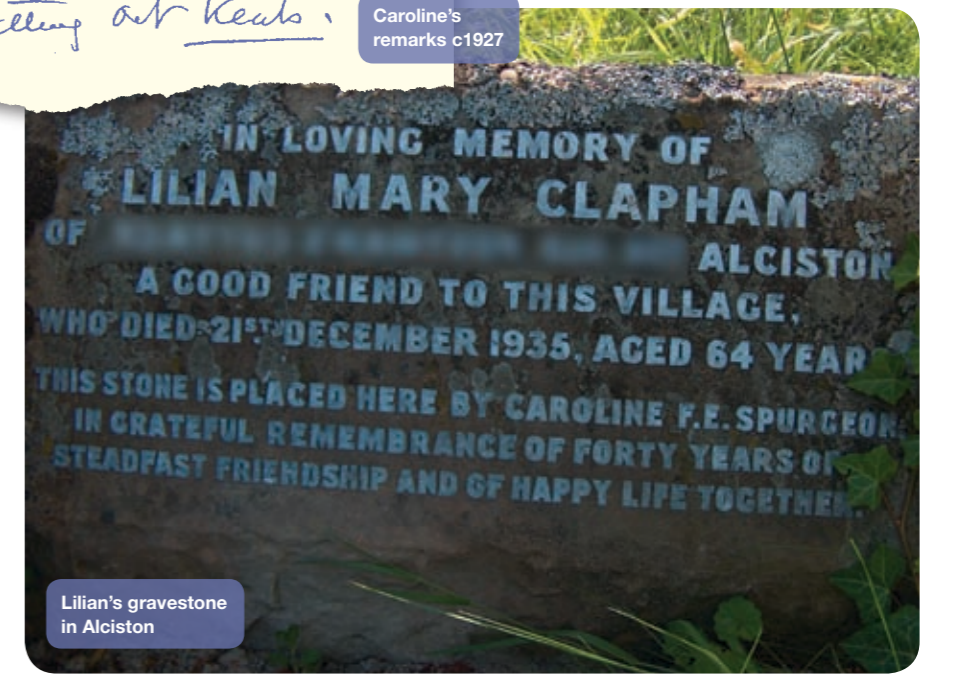 art Keats.
Caroline's
remarks c1927
IN LOVING MEMORY OF
LILIAN MARY CLAPHAM
OF ALCISTON
A GOOD FRIEND TO THIS VILLAGE,
WHO DIED 21ST DECEMBER 1935, AGED 64 YEAR
THIS STONE IS PLACED HERE BY CAROLINE F.E. SPURGEON
IN GRATEFUL REMEMBRANCE OF FORTY YEARS OF
STEADFAST FRIENDSHIP AND OF HAPPY LIFE TOGETHER.
Lilian's gravestone
in Alciston